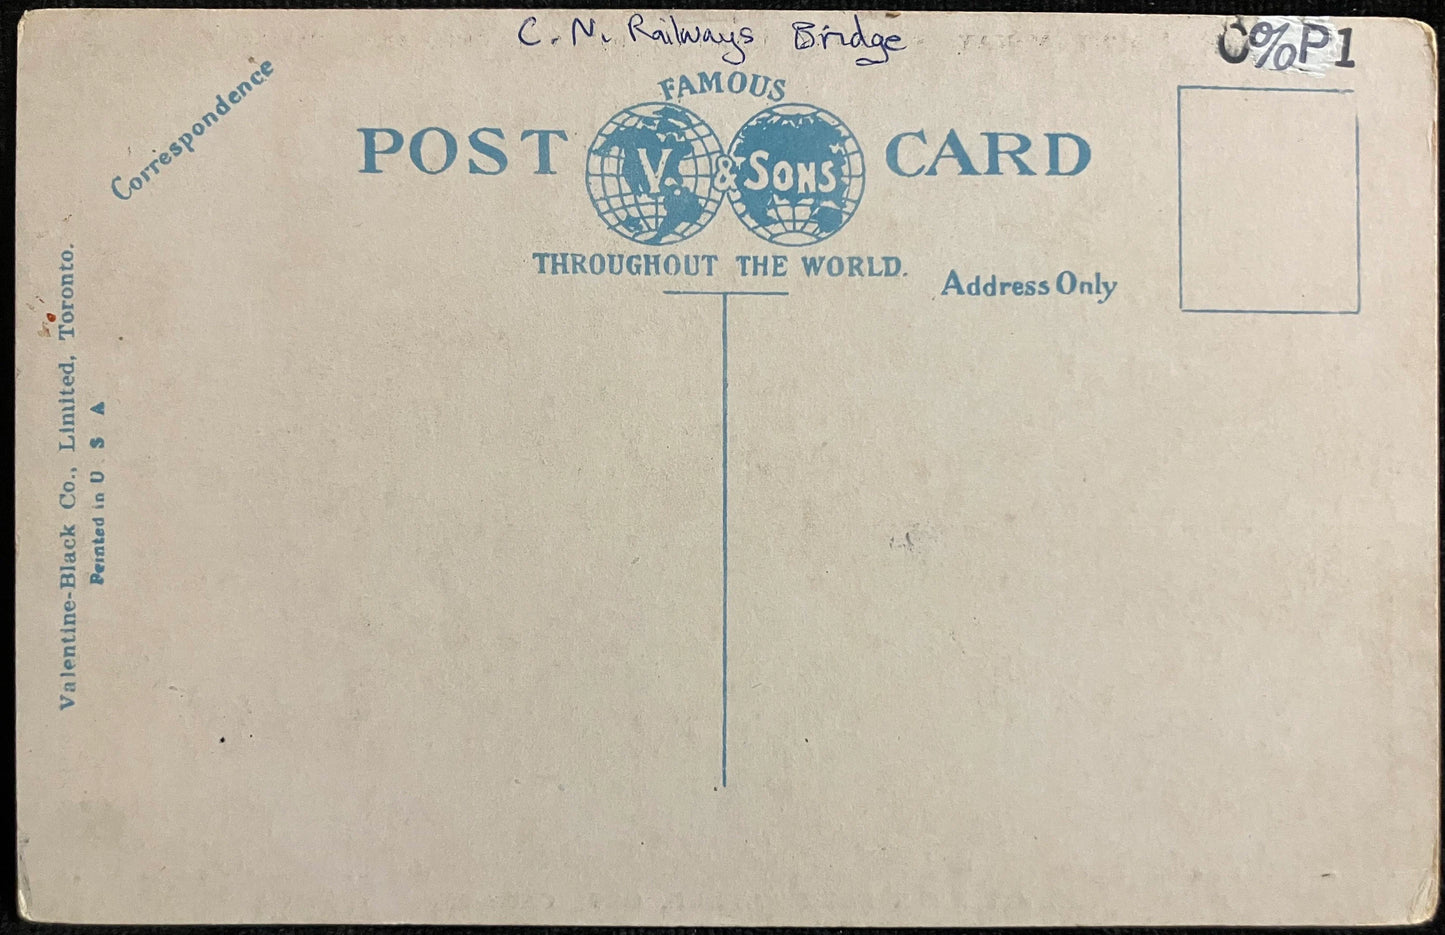 C. N. Railways Bridge
C%P1
Correspondence
FAMOUS
POST CARD
V. & SONS
THROUGHOUT THE WORLD.
Address Only
Valentine-Black Co., Limited, Toronto.
Printed in U S A